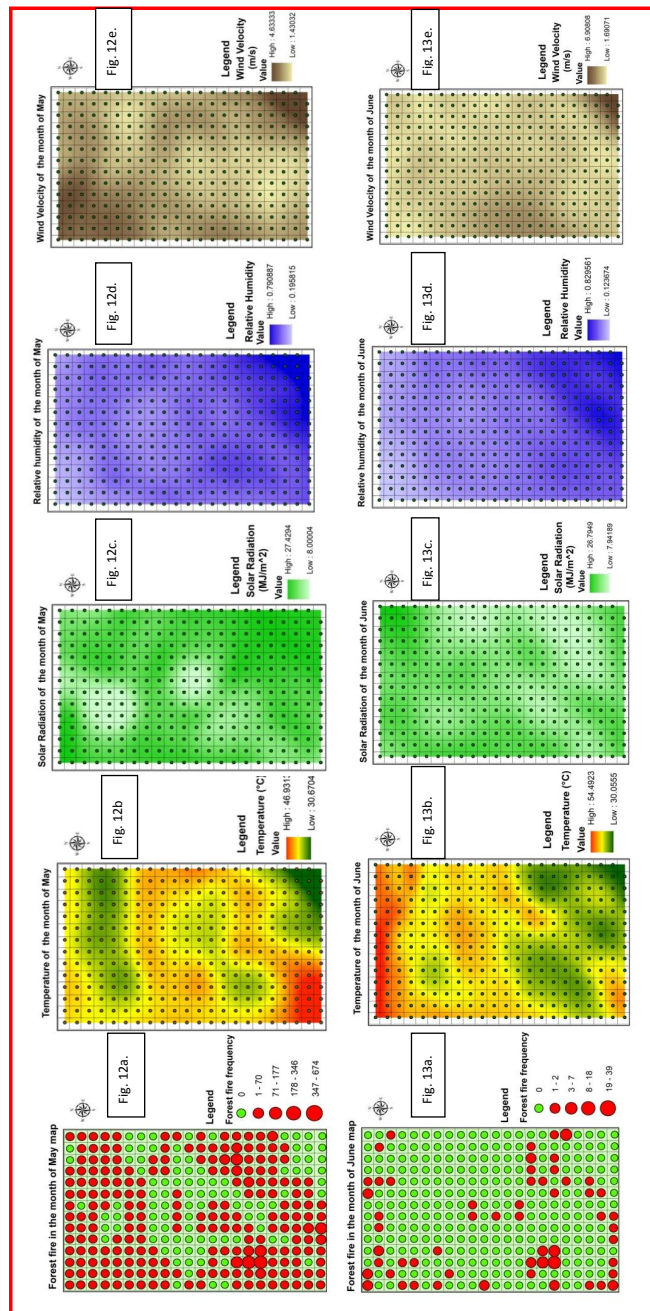 Forest fire in the month of May map
Fig. 12a.
Legend
Forest fire frequency
0
1 - 70
71 - 177
178 - 346
347 - 674
Temperature of the month of May
Fig. 12b
Legend
Temperature (°C)
Value
High : 46.931
Low : 30.6704
Solar Radiation of the month of May
Fig. 12c.
Legend
Solar Radiation
(MJ/m^2)
Value
High : 27.4294
Low : 8.00004
Relative humidity of the month of May
Fig. 12d.
Legend
Relative Humidity
Value
High : 0.790887
Low : 0.195815
Wind Velocity of the month of May
Fig. 12e.
Legend
Wind Velocity
(m/s)
Value
High : 4.63333
Low : 1.43032
Forest fire in the month of June map
Fig. 13a.
Legend
Forest fire frequency
0
1 - 2
3 - 7
8 - 18
19 - 39
Temperature of the month of June
Fig. 13b.
Legend
Temperature (°C)
Value
High : 54.4923
Low : 30.0555
Solar Radiation of the month of June
Fig. 13c.
Legend
Solar Radiation
(MJ/m^2)
Value
High : 26.7949
Low : 7.94189
Relative humidity of the month of June
Fig. 13d.
Legend
Relative Humidity
Value
High : 0.829561
Low : 0.123674
Wind Velocity of the month of June
Fig. 13e.
Legend
Wind Velocity
(m/s)
Value
High : 6.90808
Low : 1.69071